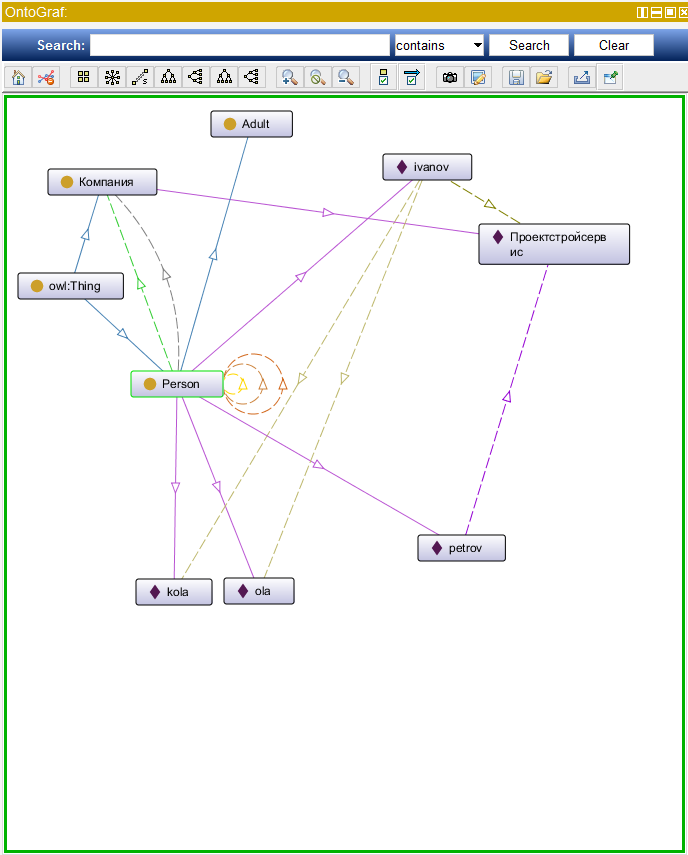 OntoGraf:
Search:
contains
Search
Clear
Adult
ivanov
Компания
Проектстройсерв
ис
owl:Thing
Person
petrov
kola
ola